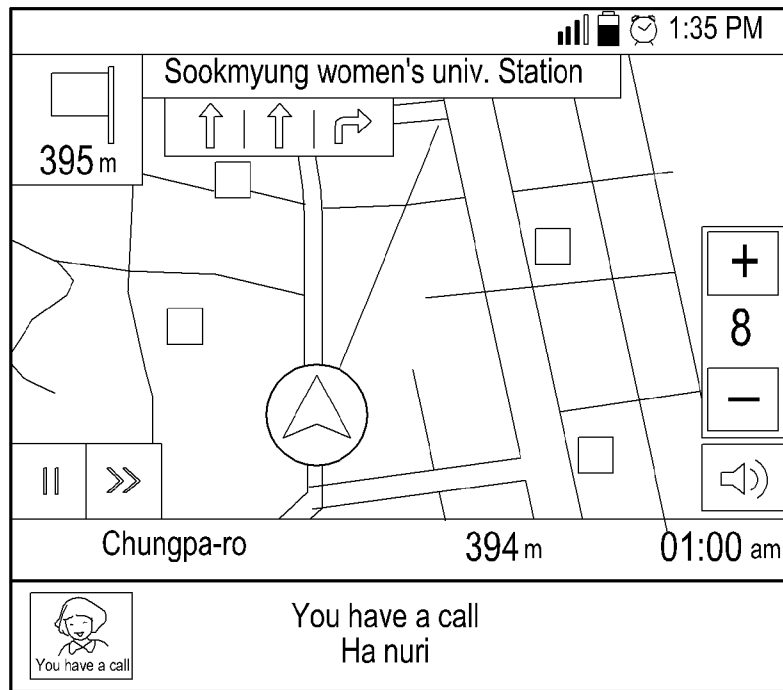 1:35 PM
Sookmyung women's univ. Station
395 m
+
8
−
Chungpa-ro 394 m 01:00 am
You have a call
Ha nuri
You have a call